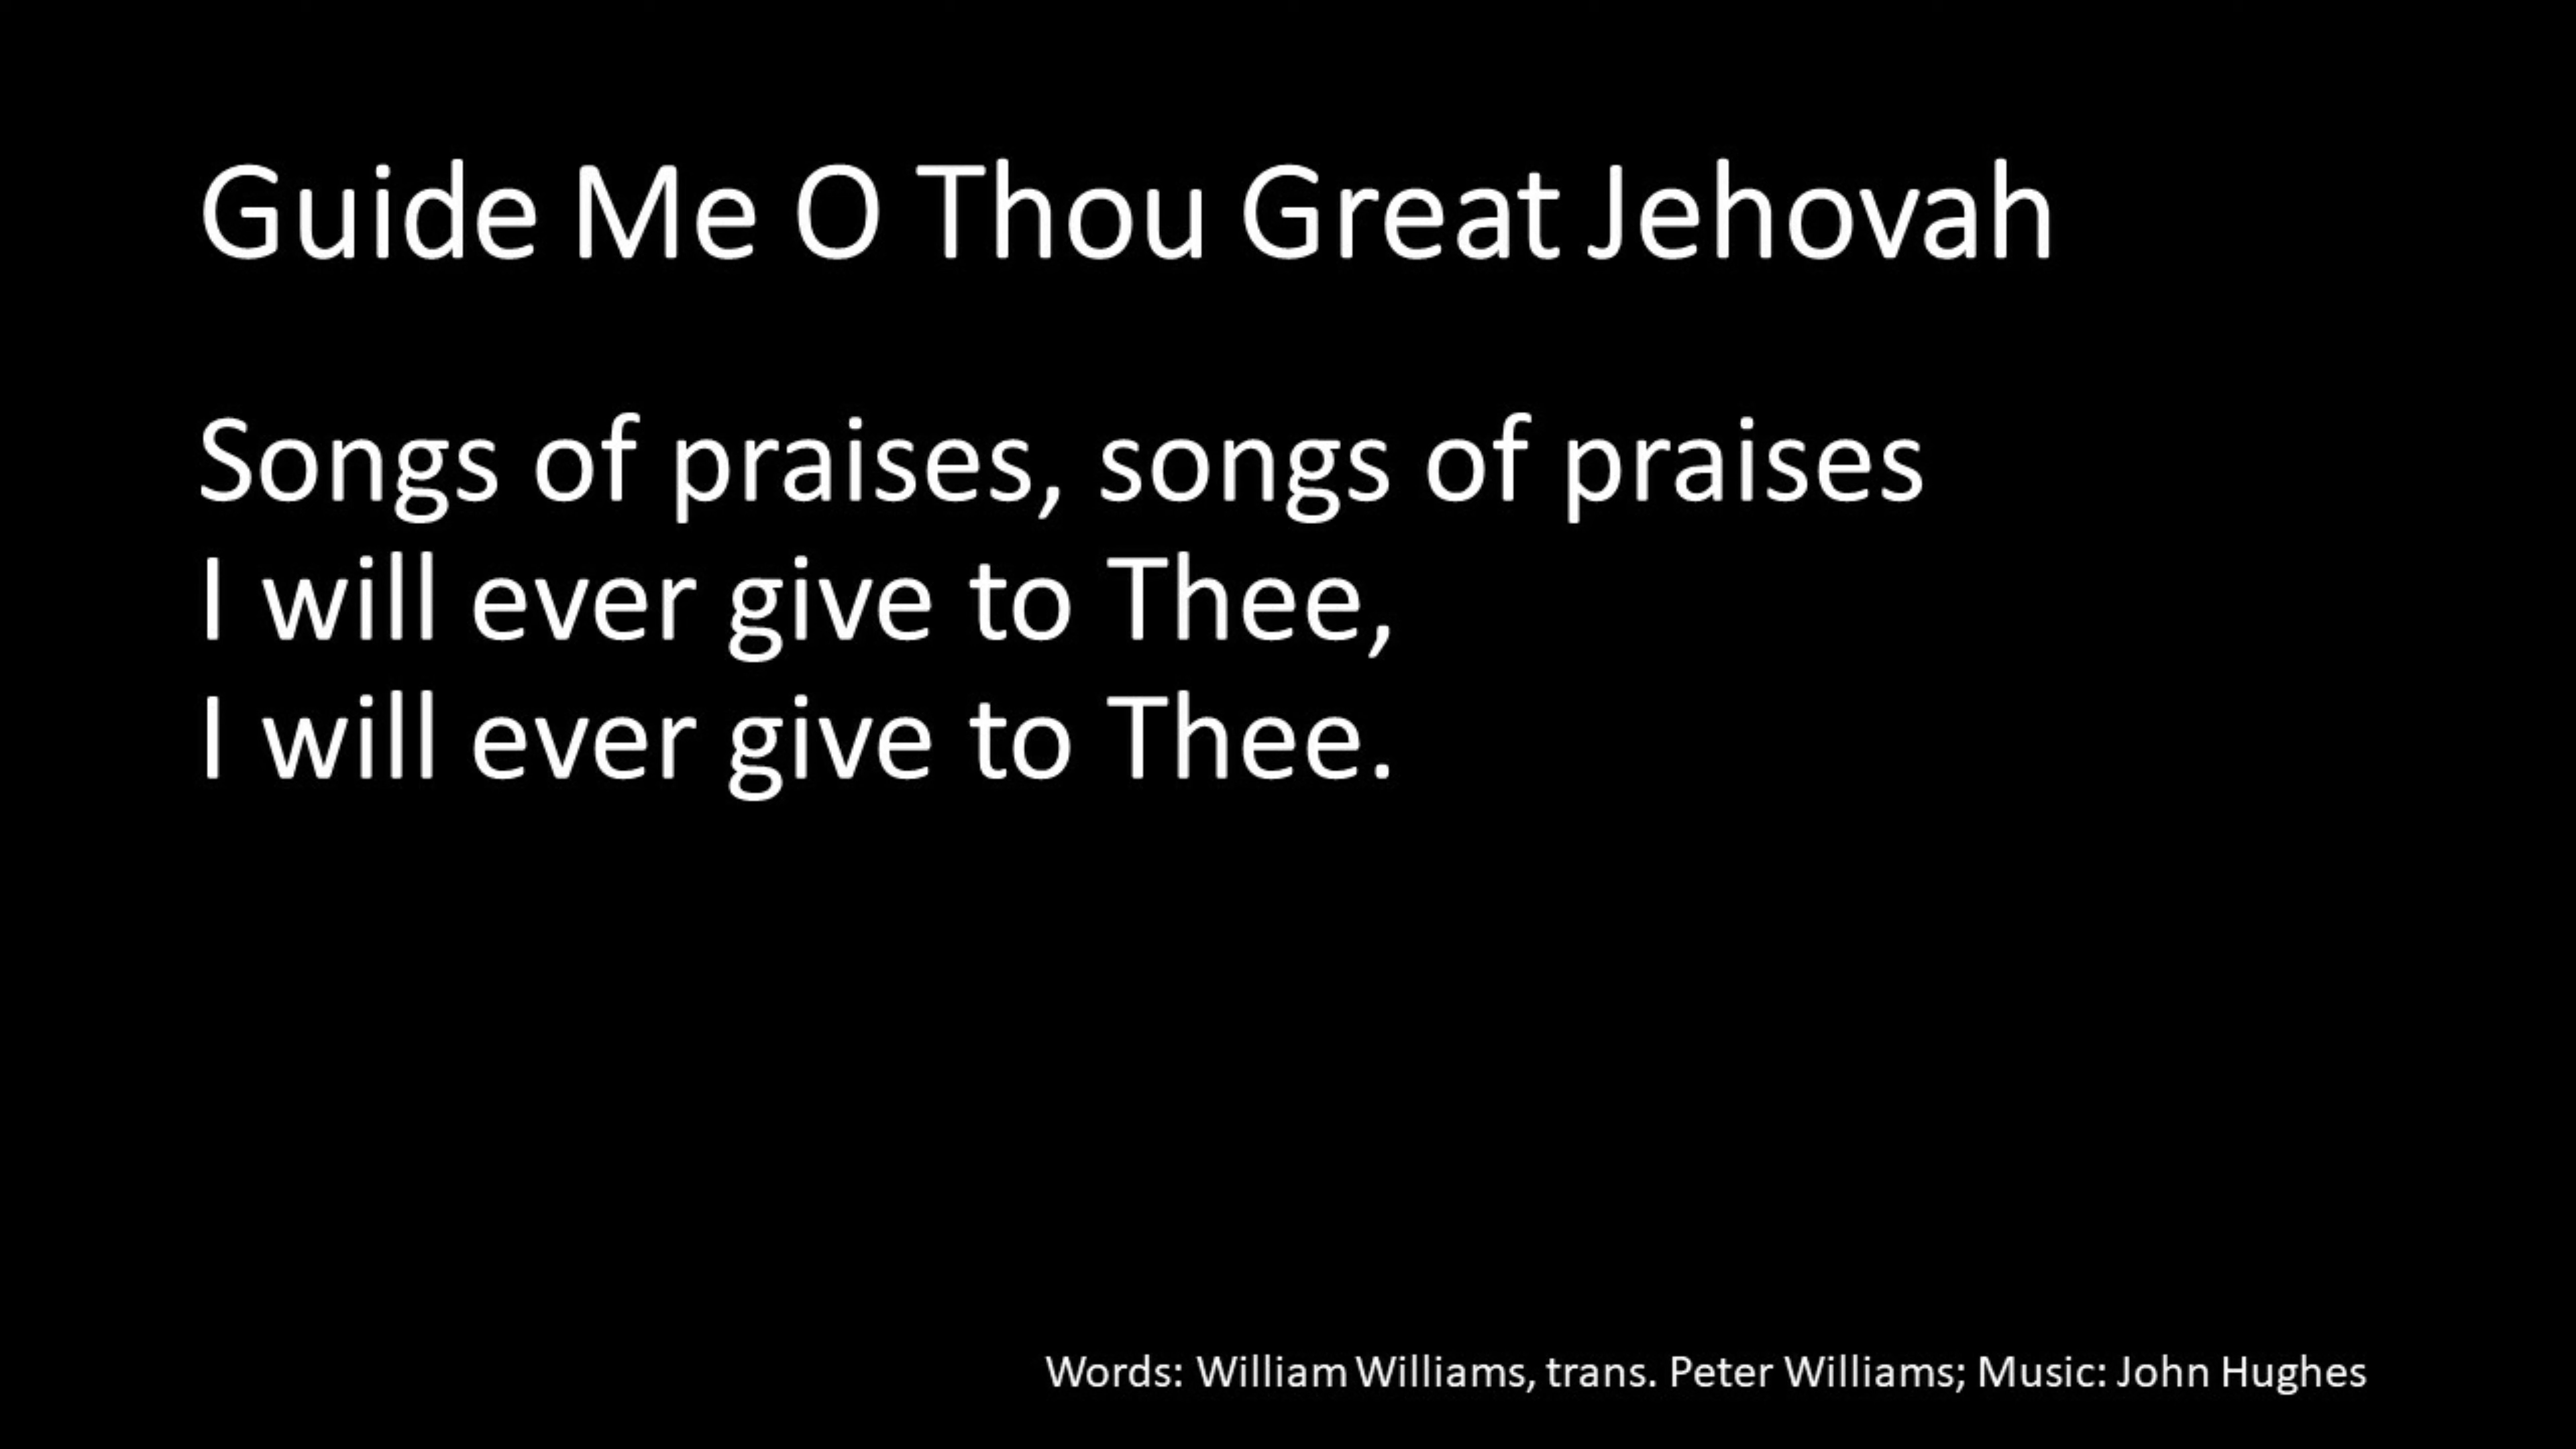 Guide Me O Thou Great Jehovah
Songs of praises, songs of praises
I will ever give to Thee,
I will ever give to Thee.
Words: William Williams, trans. Peter Williams; Music: John Hughes